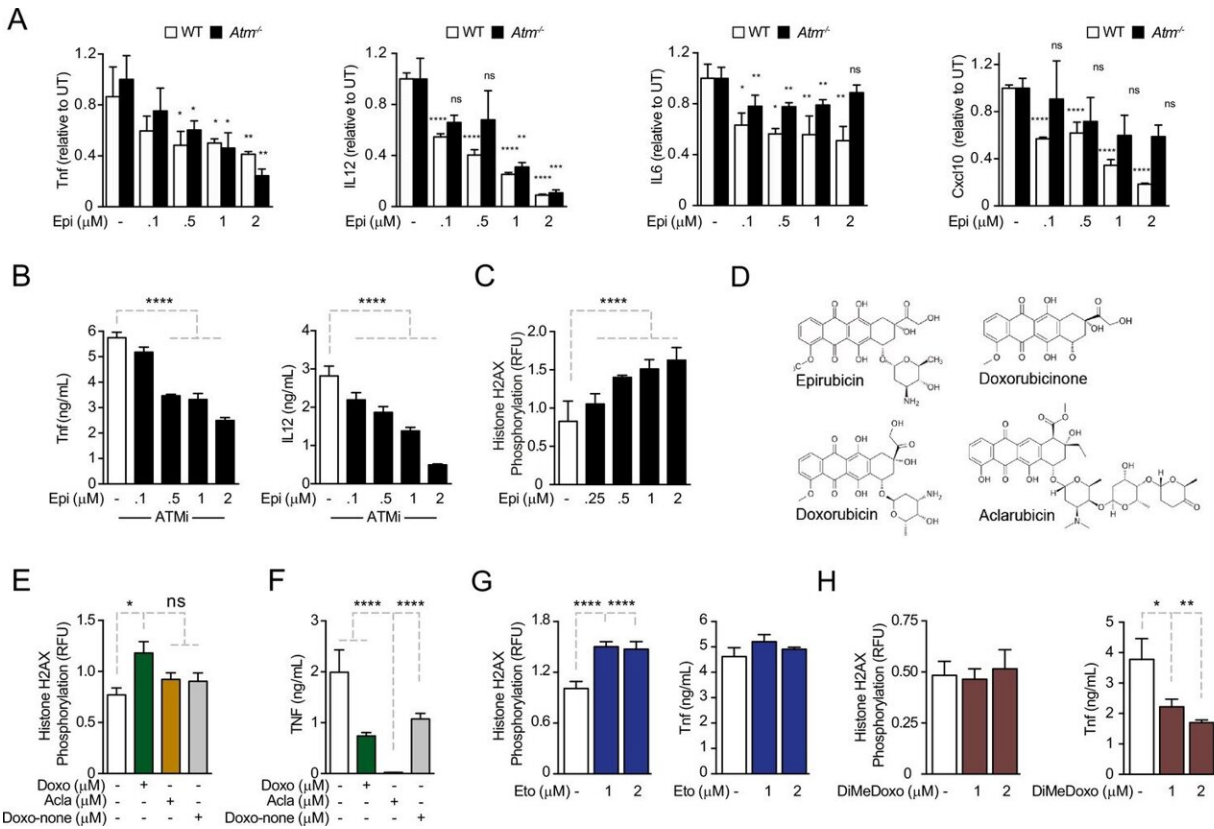 A
WT Atm-/-
Tnf (relative to UT)
1.2
0.8
0.4
0
* * * * ** **
Epi (μM) - .1 .5 1 2
WT Atm-/-
IL12 (relative to UT)
1.2
0.8
0.4
0
**** ns **** ns **** ** **** ***
Epi (μM) - .1 .5 1 2
WT Atm-/-
IL6 (relative to UT)
1.2
0.8
0.4
0
* ** * ** ** ** ** ns
Epi (μM) - .1 .5 1 2
WT Atm-/-
Cxcl10 (relative to UT)
1.2
0.8
0.4
0
**** ns **** ns **** ns **** ns
Epi (μM) - .1 .5 1 2
B
****
Tnf (ng/mL)
6
5
4
3
2
1
0
Epi (μM) - .1 .5 1 2
ATMi
****
IL12 (ng/mL)
4
3
2
1
0
Epi (μM) - .1 .5 1 2
ATMi
C
****
Histone H2AX
Phosphorylation (RFU)
2.0
1.5
1.0
0.5
0
Epi (μM) - .25 .5 1 2
D
Epirubicin
Doxorubicinone
Doxorubicin
Aclarubicin
E
* ns
Histone H2AX
Phosphorylation (RFU)
1.5
1.0
0.5
0
Doxo (μM) - + - -
Acla (μM) - - + -
Doxo-none (μM) - - - +
F
**** ****
TNF (ng/mL)
3
2
1
0
Doxo (μM) - + - -
Acla (μM) - - + -
Doxo-none (μM) - - - +
G
**** ****
Histone H2AX
Phosphorylation (RFU)
1.8
1.2
0.6
0
Eto (μM) - 1 2
Tnf (ng/mL)
6
5
4
3
2
1
0
Eto (μM) - 1 2
H
Histone H2AX
Phosphorylation (RFU)
0.75
0.50
0.25
0
DiMeDoxo (μM) - 1 2
* **
Tnf (ng/mL)
5
4
3
2
1
0
DiMeDoxo (μM) - 1 2